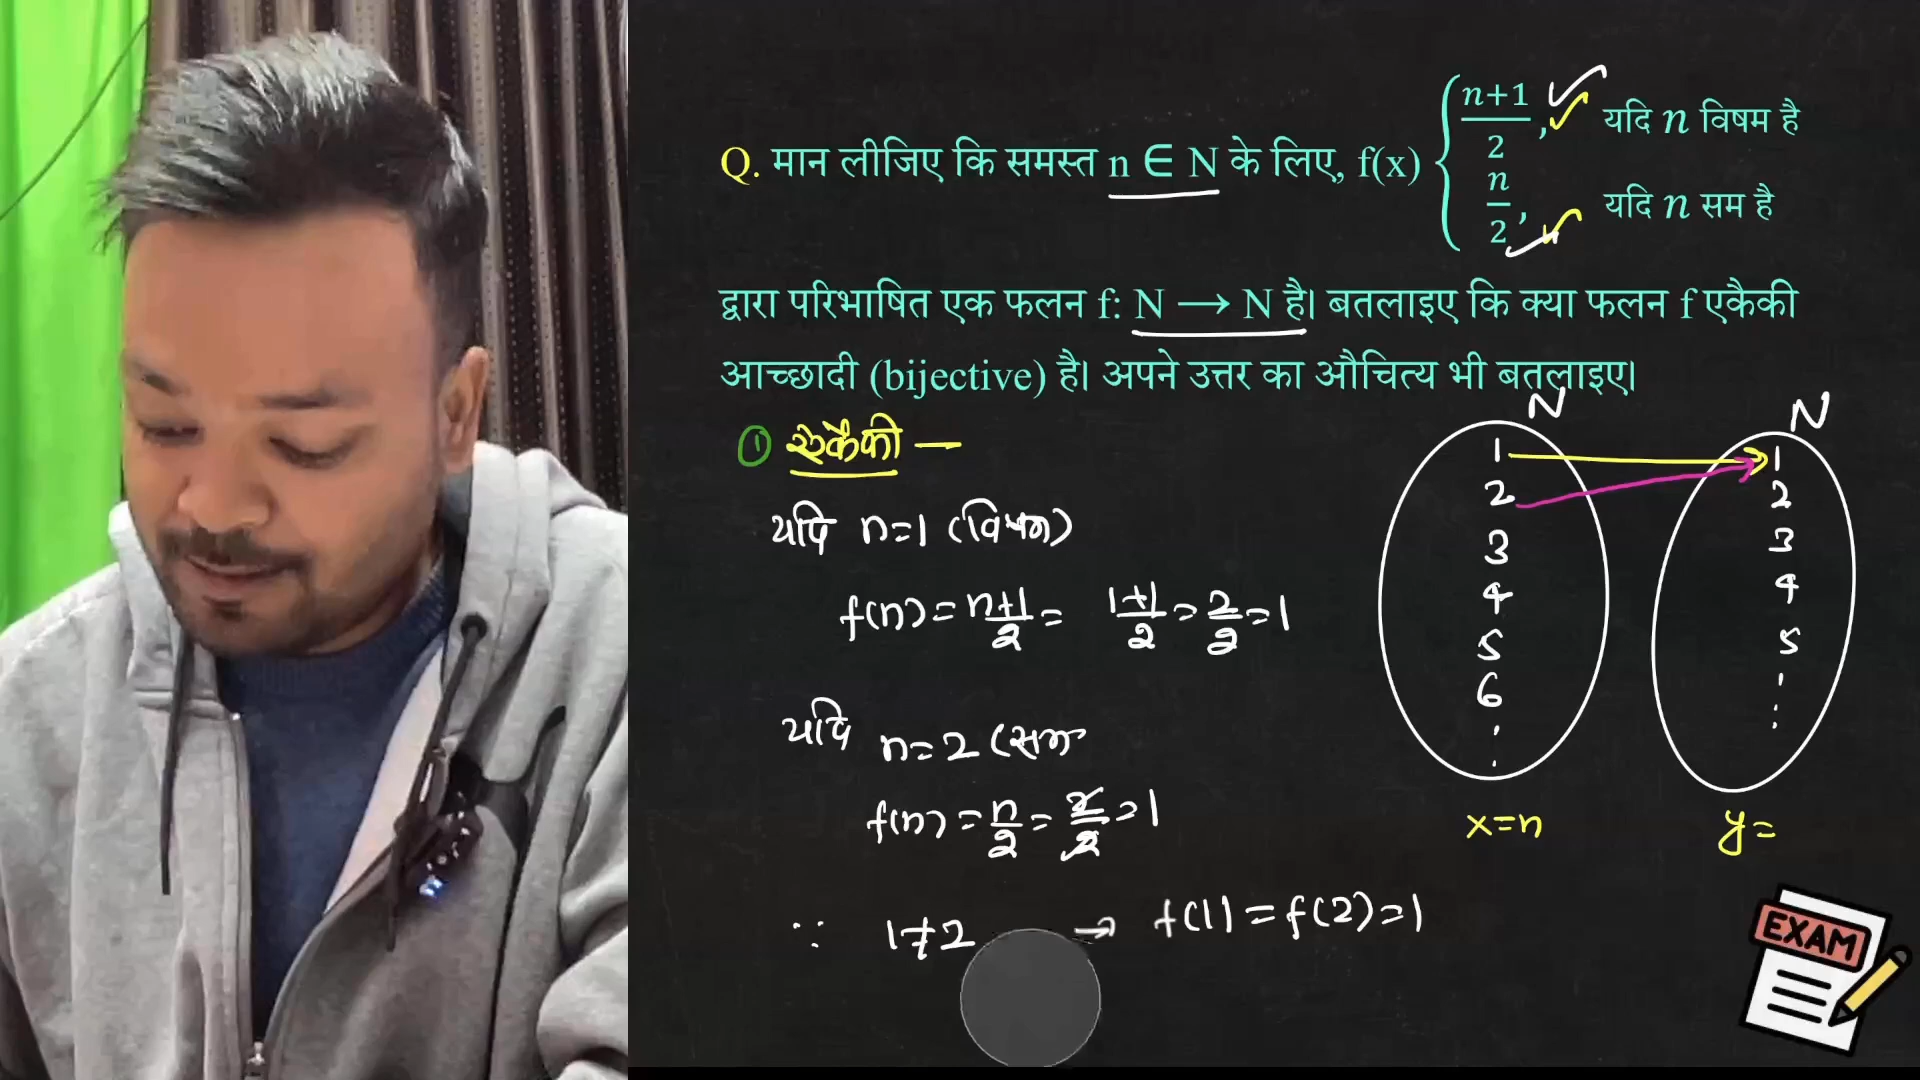 Q. मान लीजिए कि समस्त n ∈ N के लिए, f(x) { n+1/2, यदि n विषम है
n/2, यदि n सम है
द्वारा परिभाषित एक फलन f: N → N है। बतलाइए कि क्या फलन f एकैकी
आच्छादी (bijective) है। अपने उत्तर का औचित्य भी बतलाइए।
① एकैकी —
यदि n=1 (विषम)
f(n) = n+1/2 = 1+1/2 = 2/2 = 1
यदि n=2 (सम
f(n) = n/2 = 2/2 = 1
∵ 1≠2 → f(1) = f(2) = 1
N
1
2
3
4
5
6
.
.
x=n
N
1
2
3
4
5
.
.
.
y=
EXAM